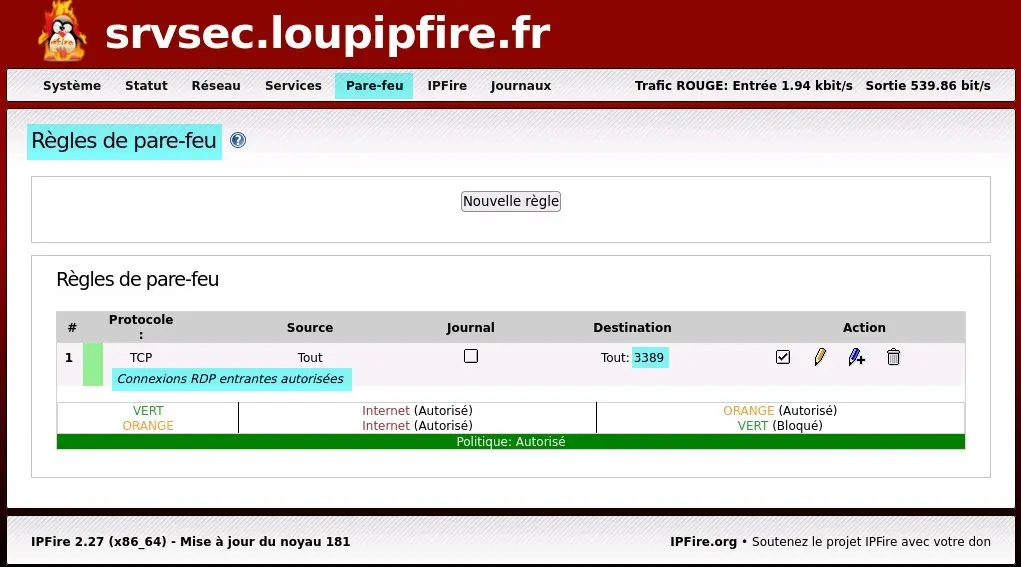 srvsec.loupipfire.fr
Système Statut Réseau Services Pare-feu IPFire Journaux Trafic ROUGE: Entrée 1.94 kbit/s Sortie 539.86 bit/s
Règles de pare-feu
Nouvelle règle
Règles de pare-feu
# Protocole : Source Journal Destination Action
1 TCP Tout Tout: 3389
Connexions RDP entrantes autorisées
VERT Internet (Autorisé) ORANGE (Autorisé)
ORANGE Internet (Autorisé) VERT (Bloqué)
Politique: Autorisé
IPFire 2.27 (x86_64) - Mise à jour du noyau 181 IPFire.org • Soutenez le projet IPFire avec votre don